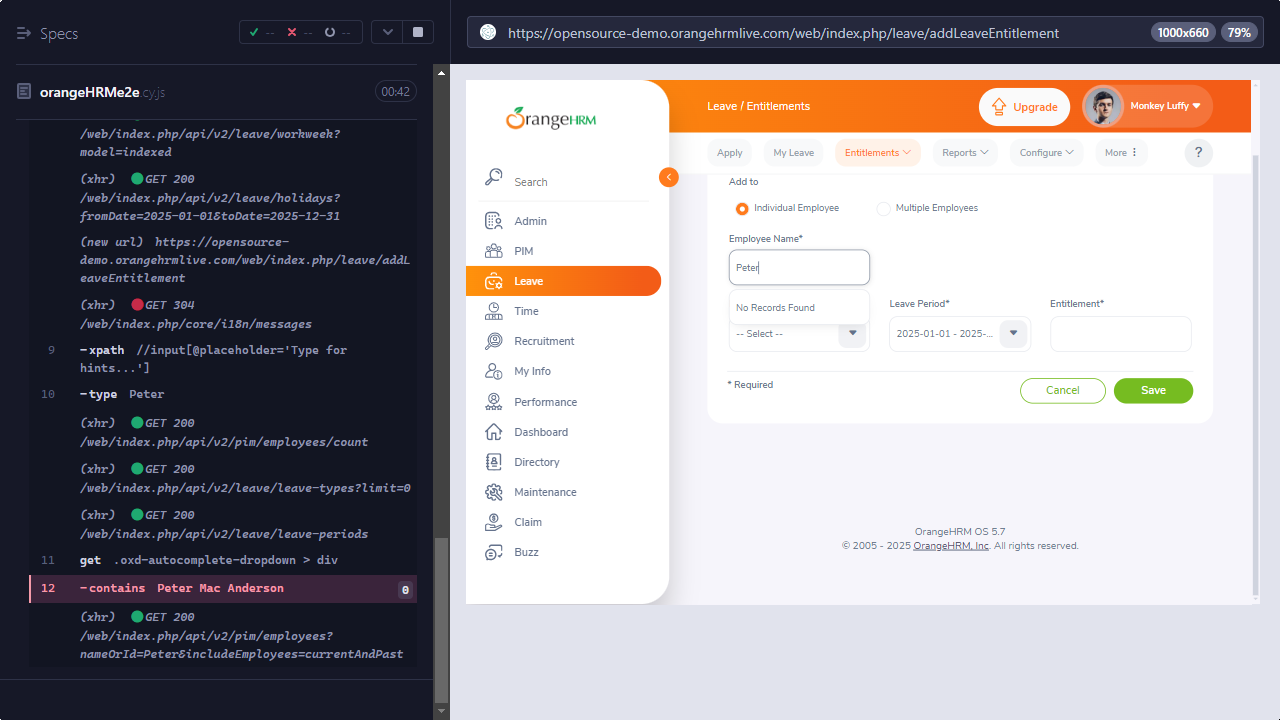 Specs
-- -- --
https://opensource-demo.orangehrmlive.com/web/index.php/leave/addLeaveEntitlement
1000x660
79%
orangeHRMe2e.cy.js
00:42
/web/index.php/api/v2/leave/workweek?
model=indexed
(xhr) GET 200
/web/index.php/api/v2/leave/holidays?
fromDate=2025-01-01&toDate=2025-12-31
(new url) https://opensource-
demo.orangehrmlive.com/web/index.php/leave/addL
eaveEntitlement
(xhr) GET 304
/web/index.php/core/i18n/messages
9 -xpath //input[@placeholder='Type for
hints...']
10 -type Peter
(xhr) GET 200
/web/index.php/api/v2/pim/employees/count
(xhr) GET 200
/web/index.php/api/v2/leave/leave-types?limit=0
(xhr) GET 200
/web/index.php/api/v2/leave/leave-periods
11 get .oxd-autocomplete-dropdown > div
12 -contains Peter Mac Anderson 0
(xhr) GET 200
/web/index.php/api/v2/pim/employees?
nameOrId=Peter&includeEmployees=currentAndPast
OrangeHRM
Search
Admin
PIM
Leave
Time
Recruitment
My Info
Performance
Dashboard
Directory
Maintenance
Claim
Buzz
Leave / Entitlements
Upgrade
Monkey Luffy
Apply
My Leave
Entitlements
Reports
Configure
More
?
Add to
Individual Employee
Multiple Employees
Employee Name*
Peter
No Records Found
Leave Period*
Entitlement*
-- Select --
2025-01-01 - 2025-...
* Required
Cancel
Save
OrangeHRM OS 5.7
© 2005 - 2025 OrangeHRM, Inc. All rights reserved.